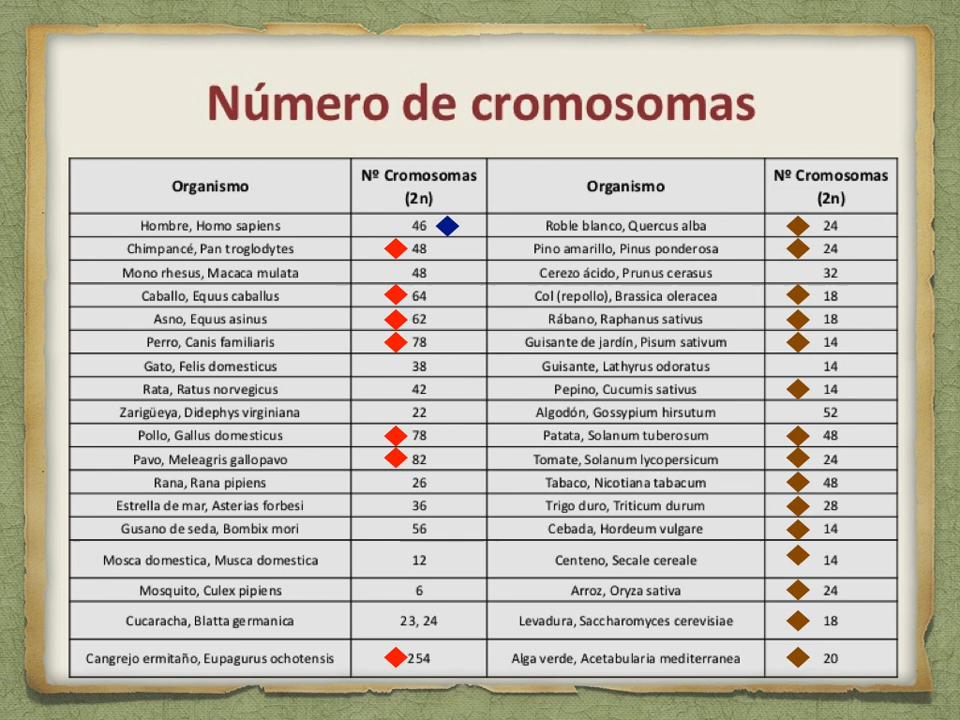 Número de cromosomas
Organismo Nº Cromosomas (2n) Organismo Nº Cromosomas (2n)
Hombre, Homo sapiens 46 Roble blanco, Quercus alba 24
Chimpancé, Pan troglodytes 48 Pino amarillo, Pinus ponderosa 24
Mono rhesus, Macaca mulata 48 Cerezo ácido, Prunus cerasus 32
Caballo, Equus caballus 64 Col (repollo), Brassica oleracea 18
Asno, Equus asinus 62 Rábano, Raphanus sativus 18
Perro, Canis familiaris 78 Guisante de jardín, Pisum sativum 14
Gato, Felis domesticus 38 Guisante, Lathyrus odoratus 14
Rata, Ratus norvegicus 42 Pepino, Cucumis sativus 14
Zarigüeya, Didephys virginiana 22 Algodón, Gossypium hirsutum 52
Pollo, Gallus domesticus 78 Patata, Solanum tuberosum 48
Pavo, Meleagris gallopavo 82 Tomate, Solanum lycopersicum 24
Rana, Rana pipiens 26 Tabaco, Nicotiana tabacum 48
Estrella de mar, Asterias forbesi 36 Trigo duro, Triticum durum 28
Gusano de seda, Bombix mori 56 Cebada, Hordeum vulgare 14
Mosca domestica, Musca domestica 12 Centeno, Secale cereale 14
Mosquito, Culex pipiens 6 Arroz, Oryza sativa 24
Cucaracha, Blatta germanica 23, 24 Levadura, Saccharomyces cerevisiae 18
Cangrejo ermitaño, Eupagurus ochotensis 254 Alga verde, Acetabularia mediterranea 20